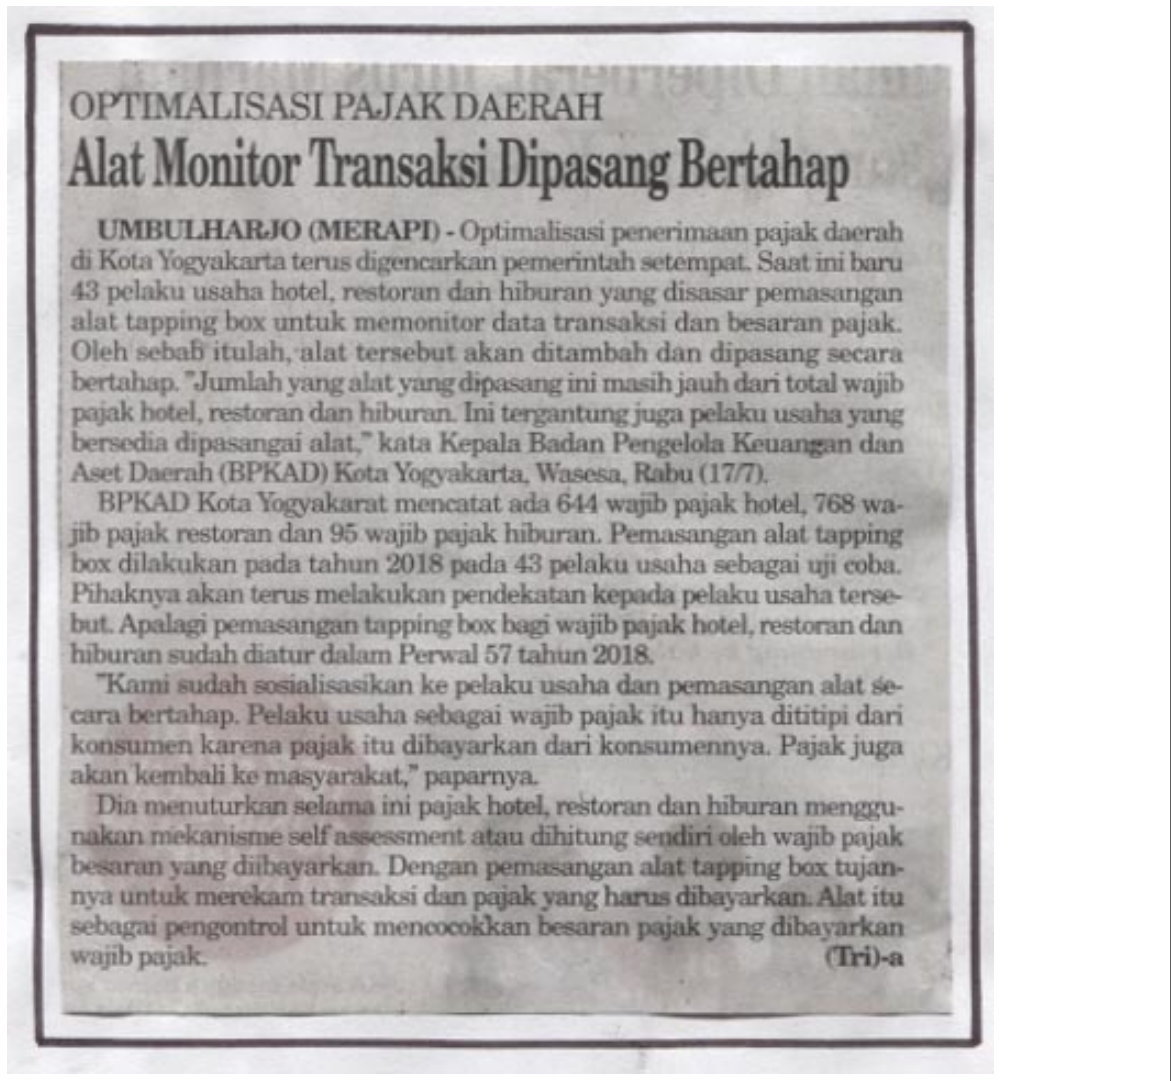 OPTIMALISASI PAJAK DAERAH
Alat Monitor Transaksi Dipasang Bertahap
UMBULHARJO (MERAPI) - Optimalisasi penerimaan pajak daerah
di Kota Yogyakarta terus digencarkan pemerintah setempat. Saat ini baru
43 pelaku usaha hotel, restoran dan hiburan yang disasar pemasangan
alat tapping box untuk memonitor data transaksi dan besaran pajak.
Oleh sebab itulah, alat tersebut akan ditambah dan dipasang secara
bertahap. "Jumlah yang alat yang dipasang ini masih jauh dari total wajib
pajak hotel, restoran dan hiburan. Ini tergantung juga pelaku usaha yang
bersedia dipasangai alat," kata Kepala Badan Pengelola Keuangan dan
Aset Daerah (BPKAD) Kota Yogyakarta, Wasesa, Rabu (17/7).
BPKAD Kota Yogyakarat mencatat ada 644 wajib pajak hotel, 768 wa-
jib pajak restoran dan 95 wajib pajak hiburan. Pemasangan alat tapping
box dilakukan pada tahun 2018 pada 43 pelaku usaha sebagai uji coba.
Pihaknya akan terus melakukan pendekatan kepada pelaku usaha terse-
but. Apalagi pemasangan tapping box bagi wajib pajak hotel, restoran dan
hiburan sudah diatur dalam Perwal 57 tahun 2018.
"Kami sudah sosialisasikan ke pelaku usaha dan pemasangan alat se-
cara bertahap. Pelaku usaha sebagai wajib pajak itu hanya dititipi dari
konsumen karena pajak itu dibayarkan dari konsumennya. Pajak juga
akan kembali ke masyarakat," paparnya.
Dia menuturkan selama ini pajak hotel, restoran dan hiburan menggu-
nakan mekanisme self assessment atau dihitung sendiri oleh wajib pajak
besaran yang diibayarkan. Dengan pemasangan alat tapping box tujan-
nya untuk merekam transaksi dan pajak yang harus dibayarkan. Alat itu
sebagai pengontrol untuk mencocokkan besaran pajak yang dibayarkan
wajib pajak. (Tri)-a